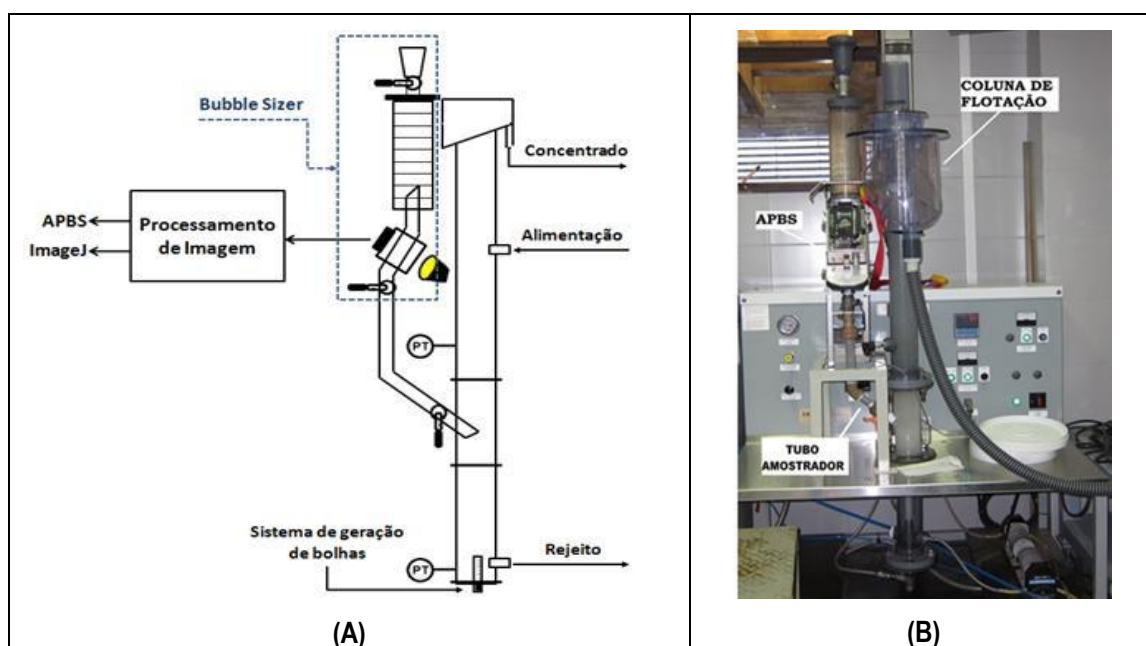 Bubble Sizer
Concentrado
Processamento
de Imagem
APBS
ImageJ
Alimentação
PT
Sistema de geração
de bolhas
PT
Rejeito
(A)
COLUNA DE
FLOTAÇÃO
APBS
TUBO
AMOSTRADOR
(B)